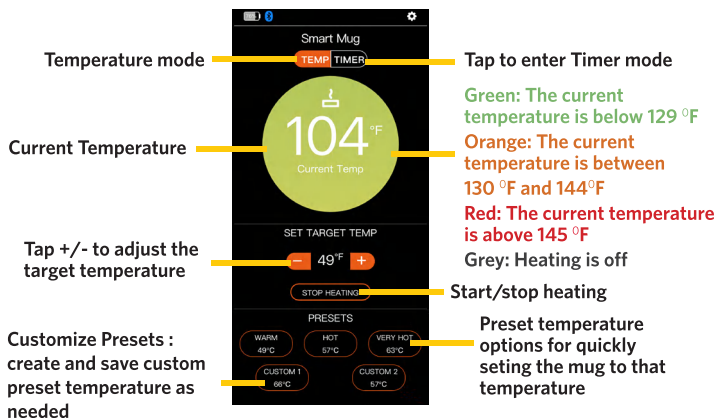 Smart Mug
TEMP TIMER
104 °F
Current Temp
SET TARGET TEMP
− 49°F +
STOP HEATING
PRESETS
WARM
49°C
HOT
57°C
VERY HOT
63°C
CUSTOM 1
66°C
CUSTOM 2
57°C
Temperature mode
Current Temperature
Tap +/- to adjust the
target temperature
Customize Presets :
create and save custom
preset temperature as
needed
Tap to enter Timer mode
Green: The current
temperature is below 129 ⁰F
Orange: The current
temperature is between
130 ⁰F and 144⁰F
Red: The current temperature
is above 145 ⁰F
Grey: Heating is off
Start/stop heating
Preset temperature
options for quickly
seting the mug to that
temperature